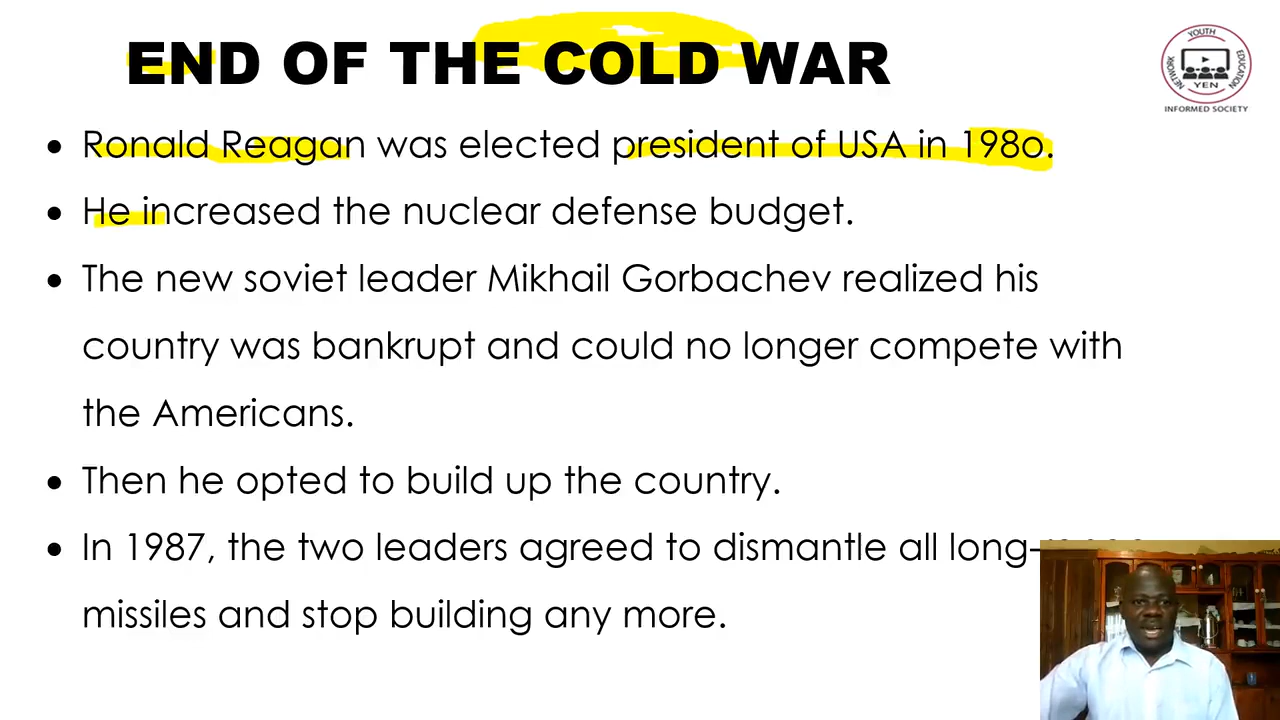 END OF THE COLD WAR
YOUTH
EDUCATION
NETWORK
YEN
INFORMED SOCIETY
• Ronald Reagan was elected president of USA in 198o.
• He increased the nuclear defense budget.
• The new soviet leader Mikhail Gorbachev realized his
country was bankrupt and could no longer compete with
the Americans.
• Then he opted to build up the country.
• In 1987, the two leaders agreed to dismantle all long-
missiles and stop building any more.